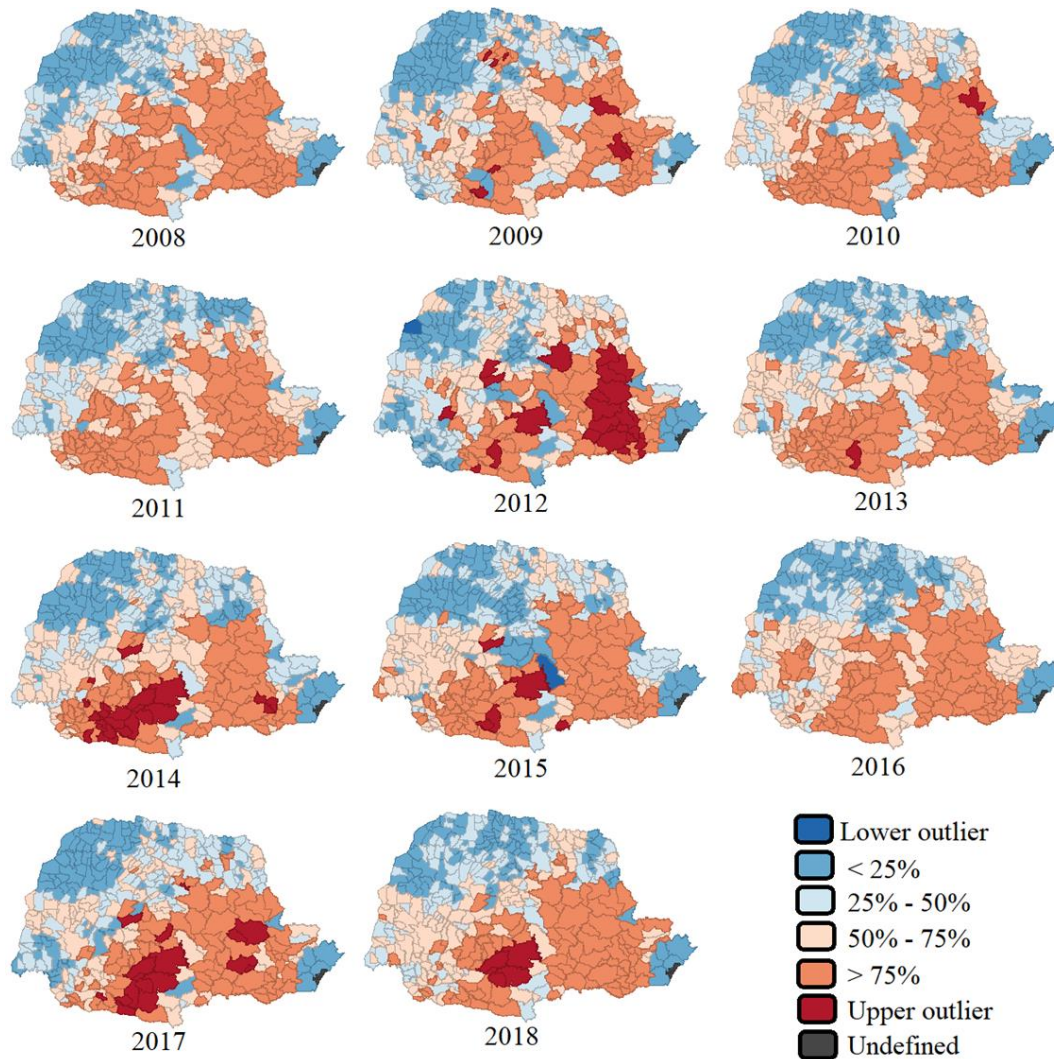 2008
2009
2010
2011
2012
2013
2014
2015
2016
2017
2018
Lower outlier
< 25%
25% - 50%
50% - 75%
> 75%
Upper outlier
Undefined